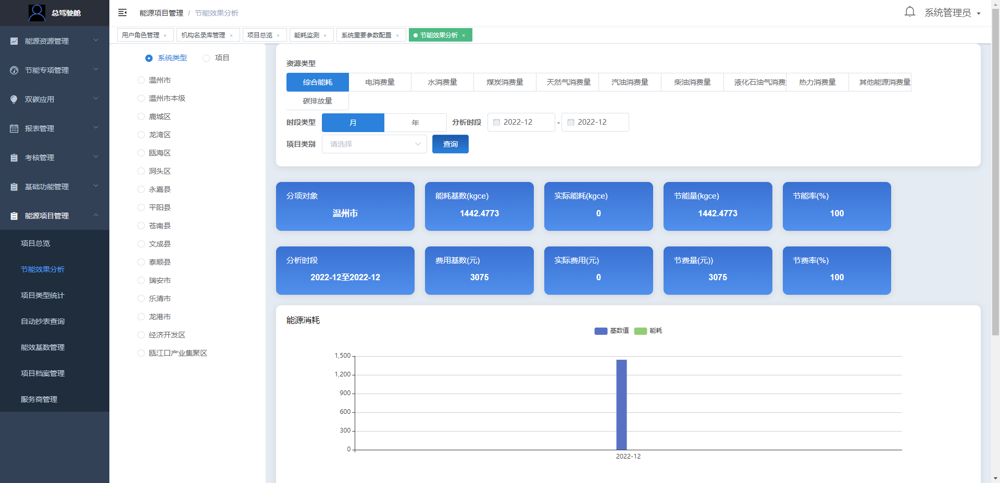 总驾驶舱
能源资源管理
节能专项管理
双碳应用
报表管理
考核管理
基础功能管理
能源项目管理
项目总览
节能效果分析
项目类型统计
自动抄表查询
能效基数管理
项目档案管理
服务商管理
能源项目管理 / 节能效果分析
系统管理员
用户角色管理 × 机构名录库管理 × 项目总览 × 能耗监测 × 系统重要参数配置 × 节能效果分析 ×
系统类型 项目
温州市
温州市本级
鹿城区
龙湾区
瓯海区
洞头区
永嘉县
平阳县
苍南县
文成县
泰顺县
瑞安市
乐清市
龙港市
经济开发区
瓯江口产业集聚区
资源类型
综合能耗 电消费量 水消费量 煤炭消费量 天然气消费量 汽油消费量 柴油消费量 液化石油气消费 热力消费量 其他能源消费量
碳排放量
时段类型 月 年 分析时段 2022-12 - 2022-12
项目类别 请选择 查询
分项对象 能耗基数(kgce) 实际能耗(kgce) 节能量(kgce) 节能率(%)
温州市 1442.4773 0 1442.4773 100
分析时段 费用基数(元) 实际费用(元) 节费量(元)) 节费率(%)
2022-12至2022-12 3075 0 3075 100
能源消耗
基数值 能耗
1,500
1,200
900
600
300
0
2022-12